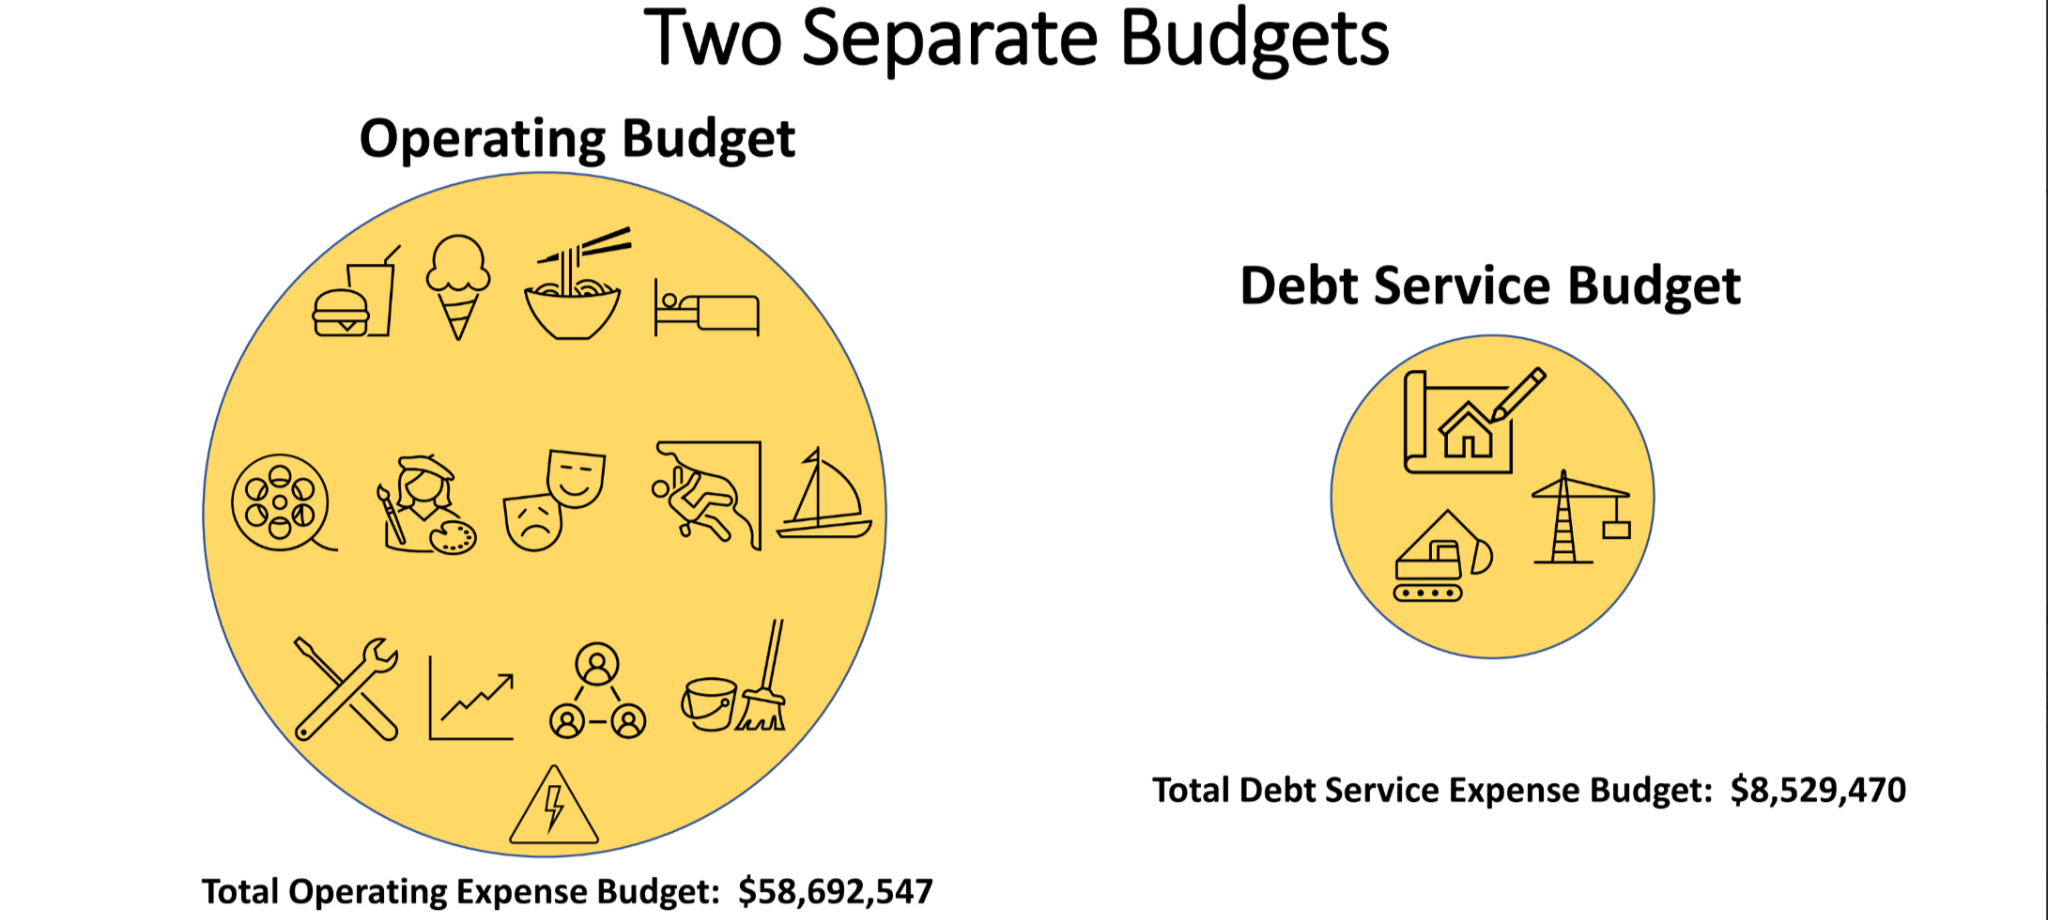 Two Separate Budgets
Operating Budget
Debt Service Budget
Total Debt Service Expense Budget: $8,529,470
Total Operating Expense Budget: $58,692,547